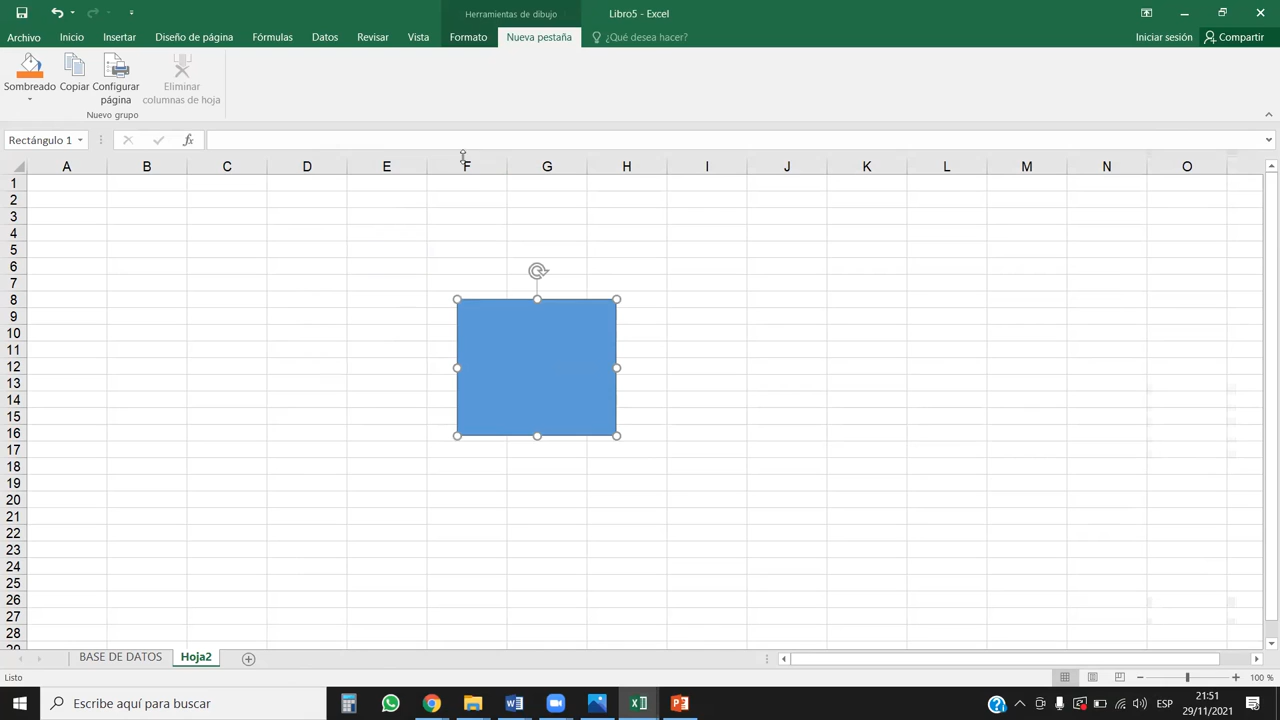 Herramientas de dibujo
Libro5 - Excel
Archivo Inicio Insertar Diseño de página Fórmulas Datos Revisar Vista Formato Nueva pestaña ¿Qué desea hacer? Iniciar sesión Compartir
Sombreado Copiar Configurar página Eliminar columnas de hoja
Nuevo grupo
Rectángulo 1 fx
A B C D E F G H I J K L M N O
1
2
3
4
5
6
7
8
9
10
11
12
13
14
15
16
17
18
19
20
21
22
23
24
25
26
27
28
29
BASE DE DATOS Hoja2
Listo 100 %
Escribe aquí para buscar
ESP
21:51
29/11/2021